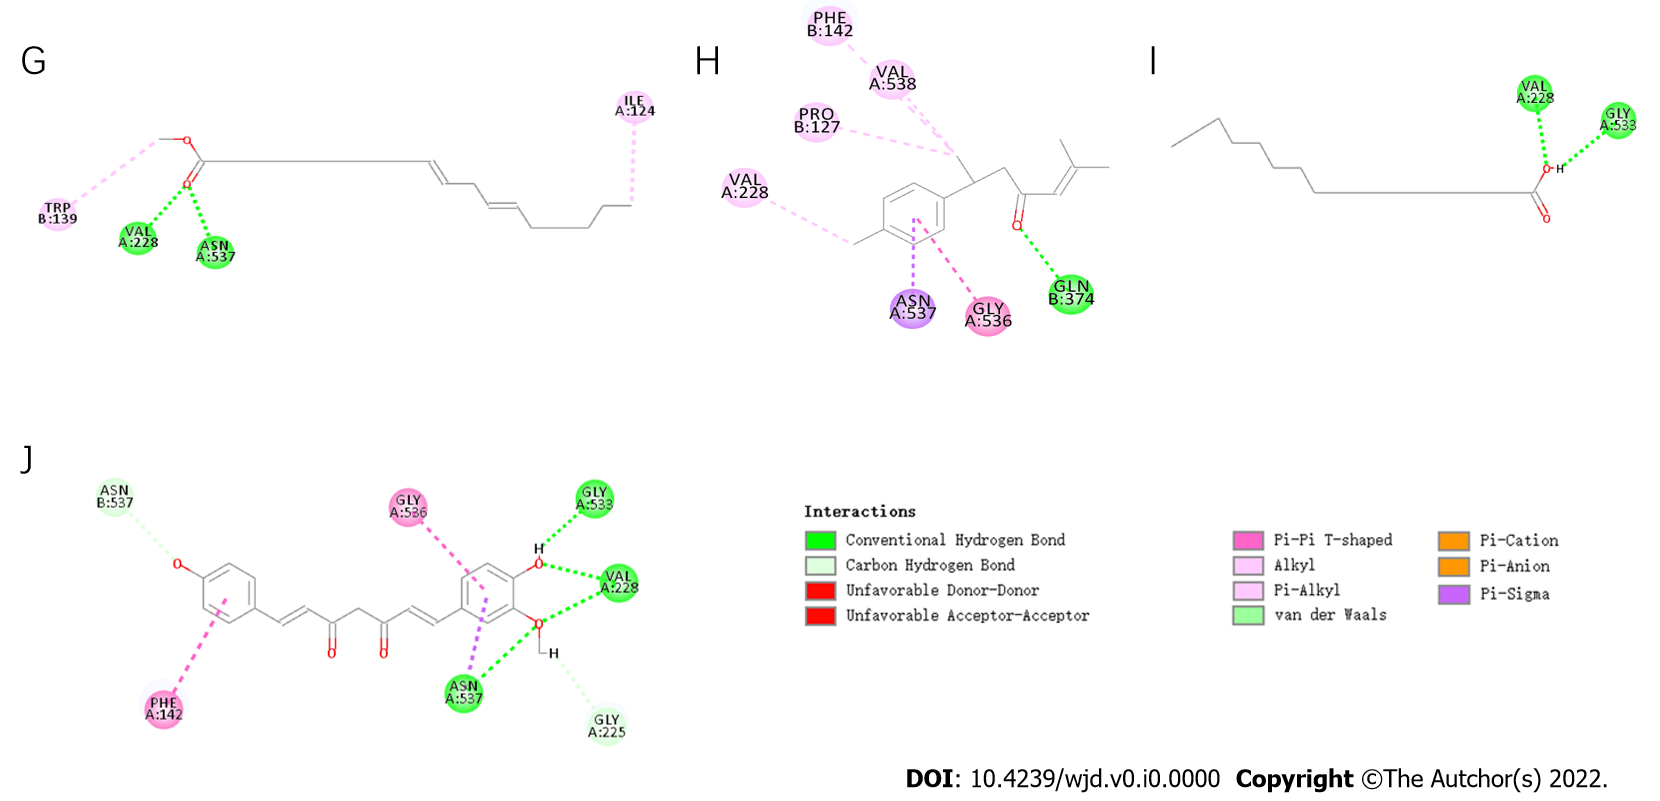 G
ILE
A:124
O
O
TRP
B:139
VAL
A:228
ASN
A:537
H
PHE
B:142
VAL
A:538
PRO
B:127
VAL
A:228
O
ASN
A:537
GLY
A:536
GLN
B:374
I
VAL
A:228
GLY
A:533
O H
O
J
ASN
B:537
GLY
A:536
GLY
A:533
H
O
O
VAL
A:228
O
O
O
H
ASN
A:537
PHE
A:142
GLY
A:225
Interactions
Conventional Hydrogen Bond
Carbon Hydrogen Bond
Unfavorable Donor-Donor
Unfavorable Acceptor-Acceptor
Pi-Pi T-shaped
Alkyl
Pi-Alkyl
van der Waals
Pi-Cation
Pi-Anion
Pi-Sigma
DOI: 10.4239/wjd.v0.i0.0000 Copyright ©The Autchor(s) 2022.